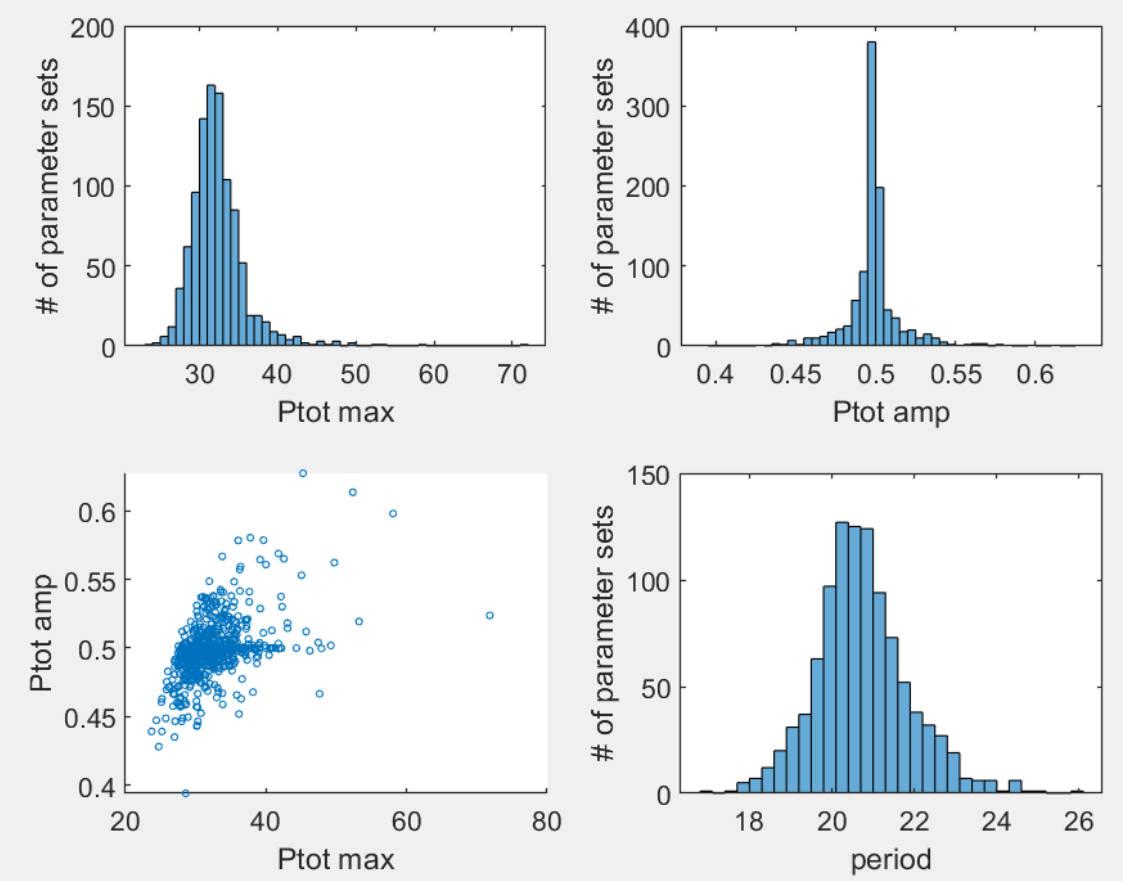 200
150
100
50
0
# of parameter sets
30 40 50 60 70
Ptot max
400
300
200
100
0
# of parameter sets
0.4 0.45 0.5 0.55 0.6
Ptot amp
0.6
0.55
0.5
0.45
0.4
Ptot amp
20 40 60 80
Ptot max
150
100
50
0
# of parameter sets
18 20 22 24 26
period